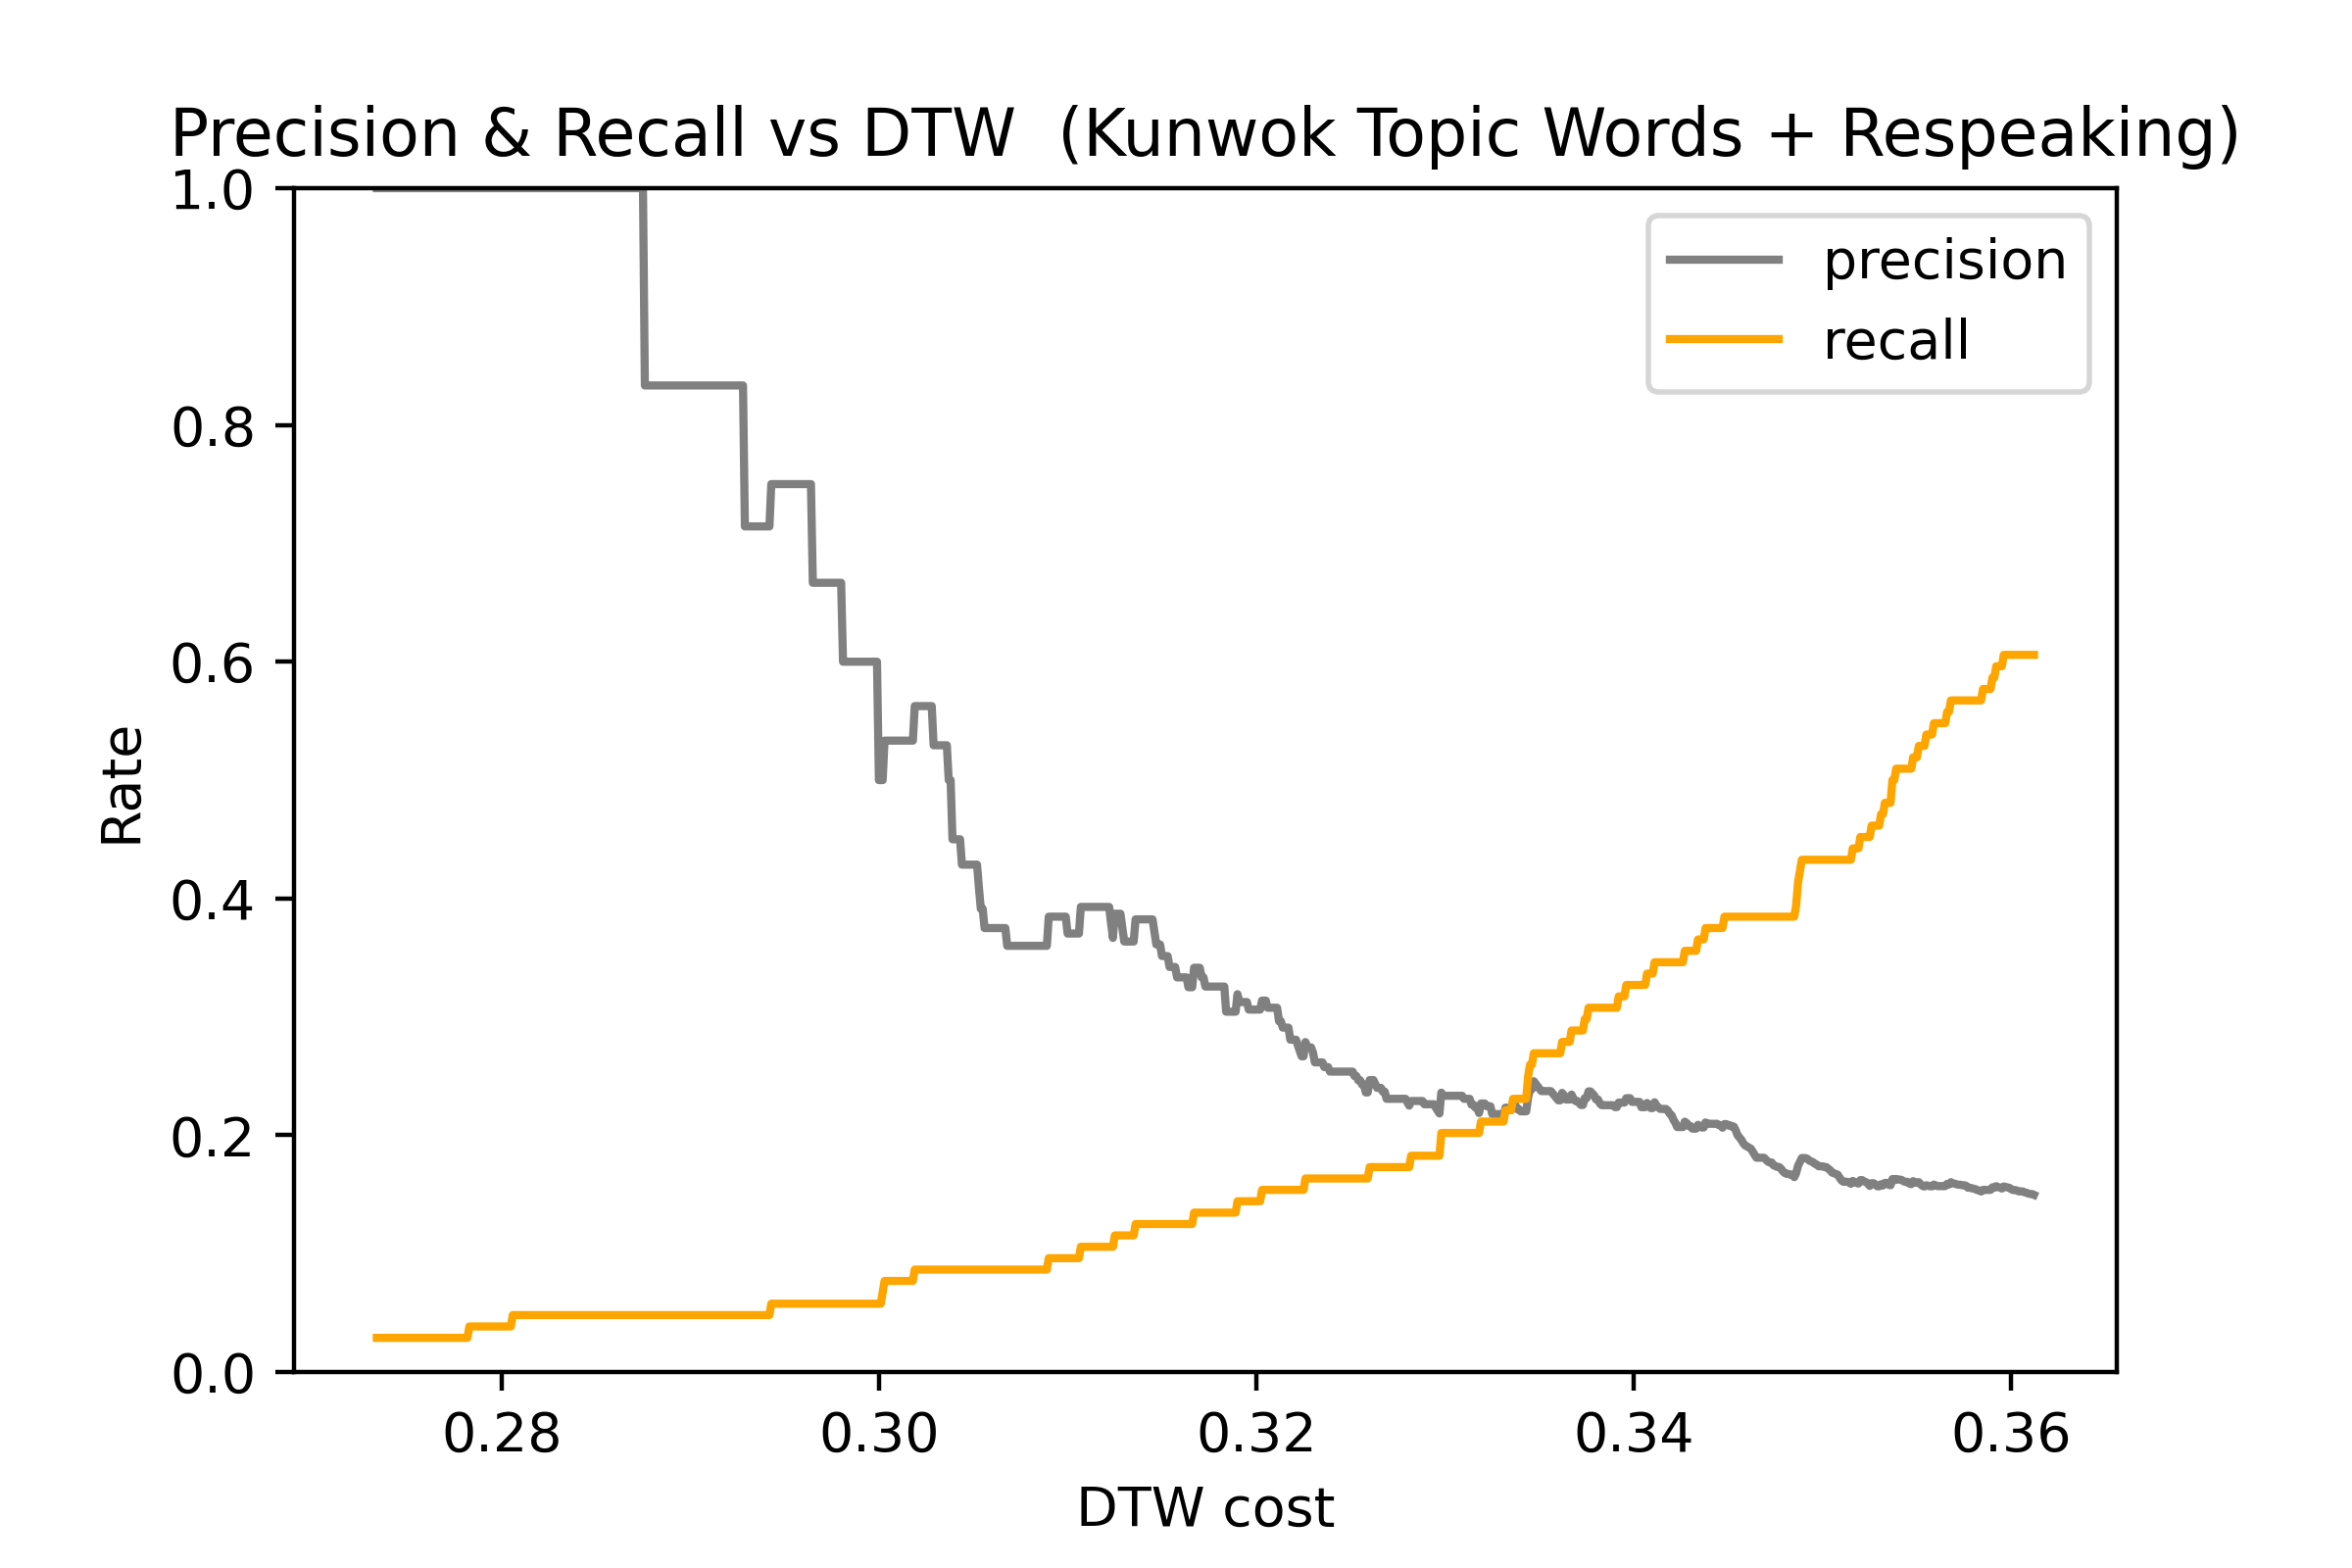 Precision & Recall vs DTW  (Kunwok Topic Words + Respeaking)
1.0
0.8
0.6
0.4
0.2
0.0
Rate
precision
recall
0.28 0.30 0.32 0.34 0.36
DTW cost